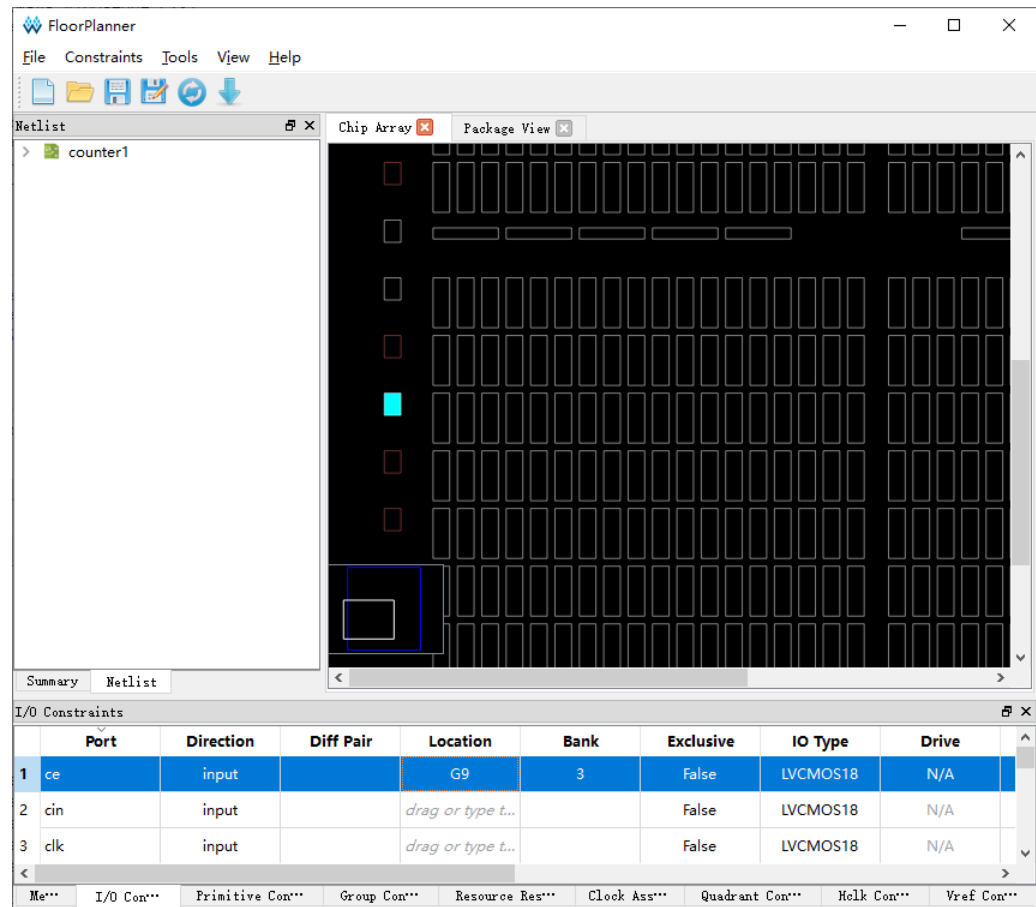 FloorPlanner
File Constraints Tools View Help
Netlist
Chip Array Package View
counter1
Summary Netlist
I/O Constraints
Port Direction Diff Pair Location Bank Exclusive IO Type Drive
1 ce input G9 3 False LVCMOS18 N/A
2 cin input drag or type t... False LVCMOS18 N/A
3 clk input drag or type t... False LVCMOS18 N/A
Me... I/O Con... Primitive Con... Group Con... Resource Res... Clock Ass... Quadrant Con... Hclk Con... Vref Con...